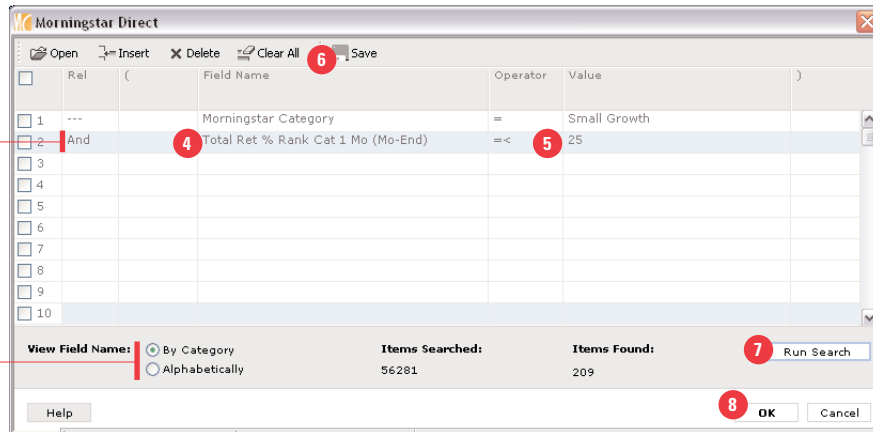 Morningstar Direct
Open Insert Delete Clear All 6 Save
Rel ( Field Name Operator Value )
1 --- Morningstar Category = Small Growth
2 And 4 Total Ret % Rank Cat 1 Mo (Mo-End) =< 5 25
3
4
5
6
7
8
9
10
View Field Name: By Category Items Searched: Items Found: 7 Run Search
Alphabetically 56281 209
Help 8 OK Cancel